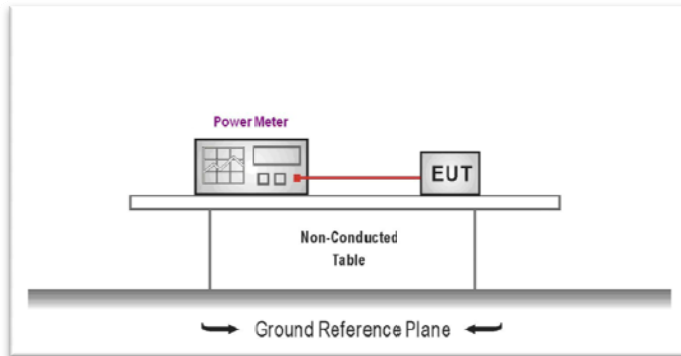 Power Meter
EUT
Non-Conducted
Table
Ground Reference Plane